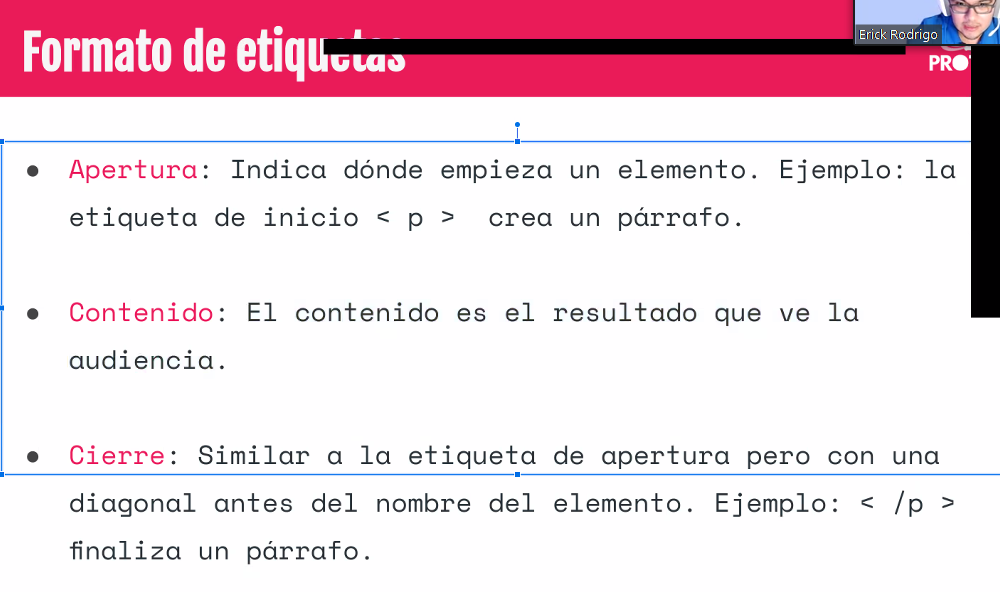 Formato de etiquetas
Erick Rodrigo
● Apertura: Indica dónde empieza un elemento. Ejemplo: la
etiqueta de inicio < p >  crea un párrafo.
● Contenido: El contenido es el resultado que ve la
audiencia.
● Cierre: Similar a la etiqueta de apertura pero con una
diagonal antes del nombre del elemento. Ejemplo: < /p >
finaliza un párrafo.